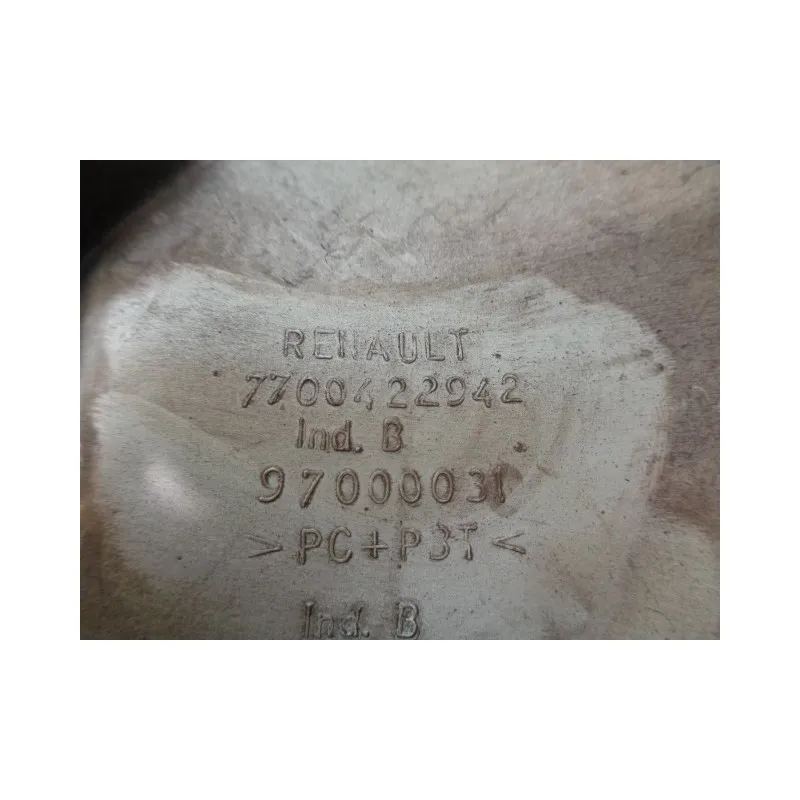 RENAULT
7700422942
Ind. B
97000031
>PC+PBT<
Ind. B